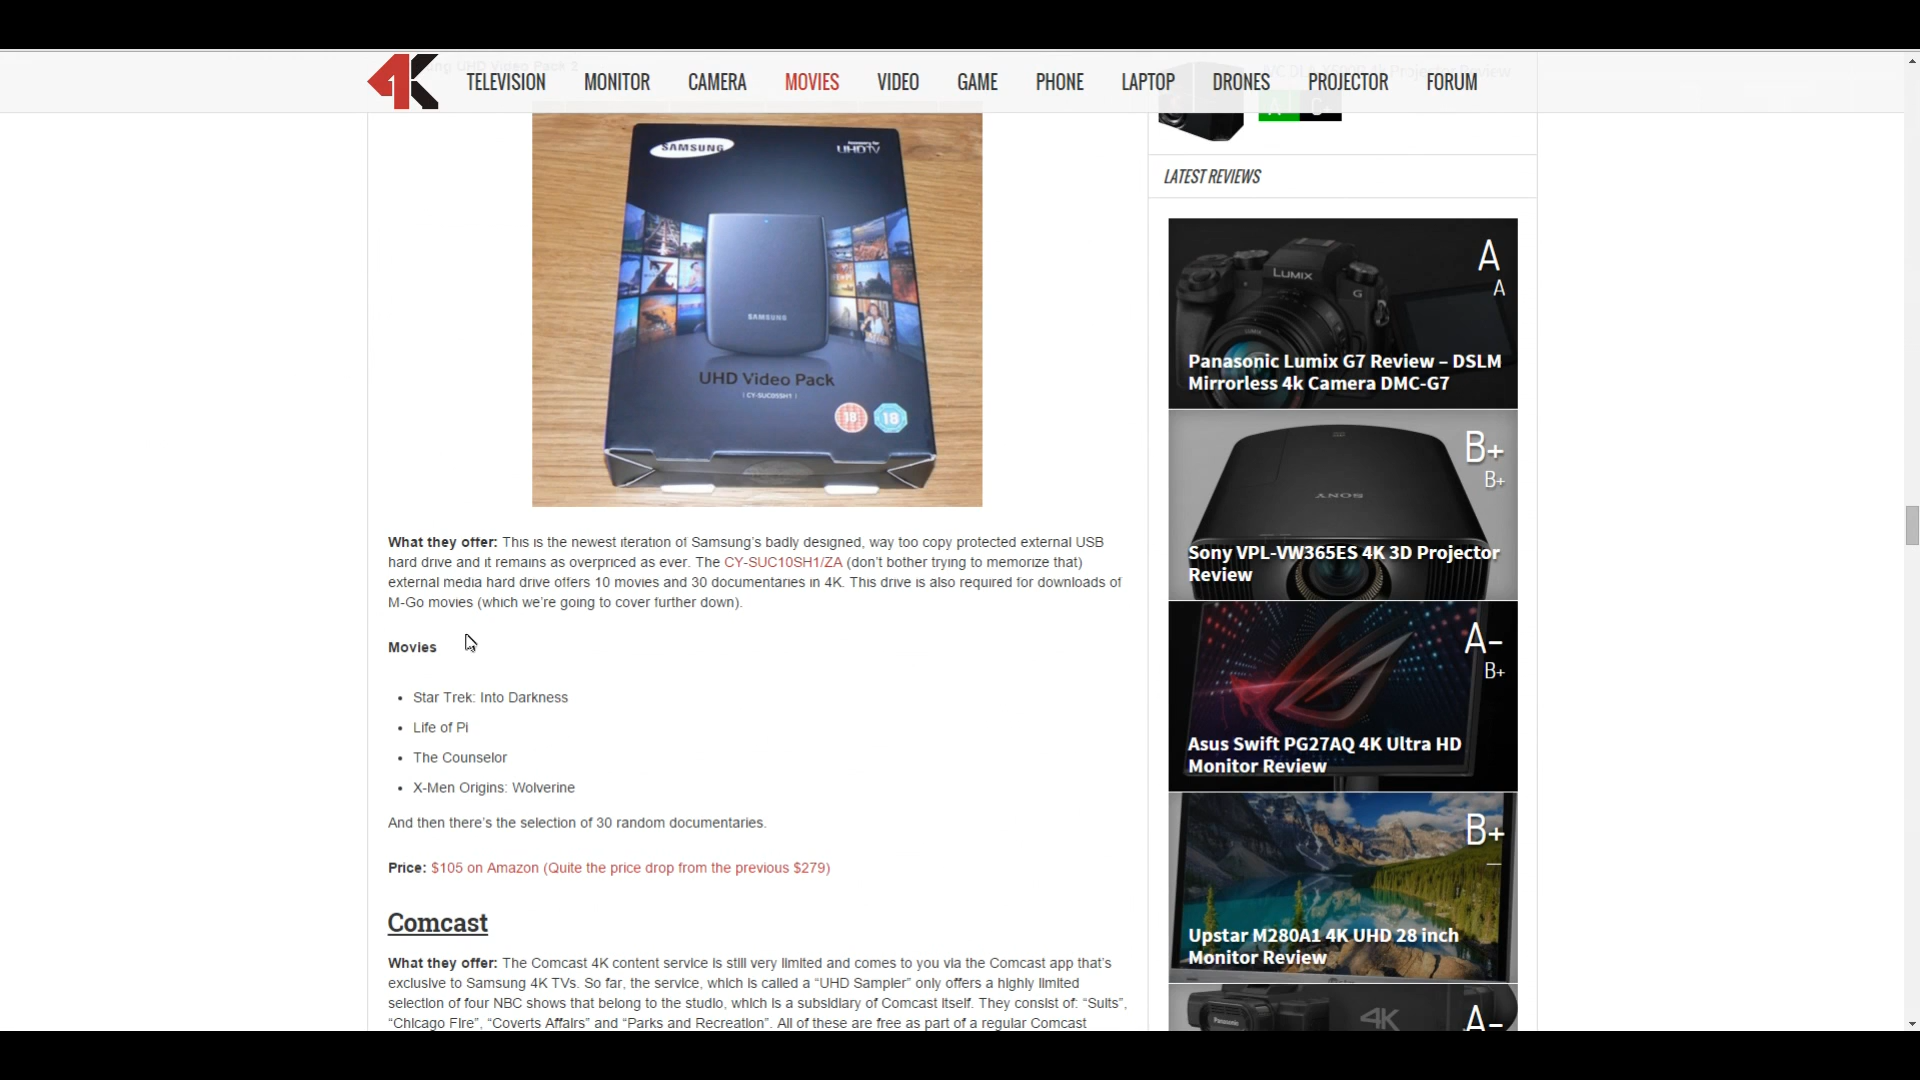 4K
TELEVISION MONITOR CAMERA MOVIES VIDEO GAME PHONE LAPTOP DRONES PROJECTOR FORUM
UHD Video Pack 2
SAMSUNG
UHDTV
SAMSUNG
UHD Video Pack
18 18
What they offer: This is the newest iteration of Samsung's badly designed, way too copy protected external USB
hard drive and it remains as overpriced as ever. The CY-SUC10SH1/ZA (don't bother trying to memorize that)
external media hard drive offers 10 movies and 30 documentaries in 4K. This drive is also required for downloads of
M-Go movies (which we're going to cover further down).
Movies
• Star Trek: Into Darkness
• Life of Pi
• The Counselor
• X-Men Origins: Wolverine
And then there's the selection of 30 random documentaries.
Price: $105 on Amazon (Quite the price drop from the previous $279)
Comcast
What they offer: The Comcast 4K content service is still very limited and comes to you via the Comcast app that's
exclusive to Samsung 4K TVs. So far, the service, which is called a “UHD Sampler” only offers a highly limited
selection of four NBC shows that belong to the studio, which is a subsidiary of Comcast itself. They consist of: “Suits”,
“Chicago Fire”, “Coverts Affairs” and “Parks and Recreation”. All of these are free as part of a regular Comcast
LATEST REVIEWS
LUMIX
G
A
A
Panasonic Lumix G7 Review – DSLM
Mirrorless 4k Camera DMC-G7
SONY
B+
B+
Sony VPL-VW365ES 4K 3D Projector
Review
A-
B+
Asus Swift PG27AQ 4K Ultra HD
Monitor Review
B+
—
Upstar M280A1 4K UHD 28 inch
Monitor Review
Panasonic
4K
A-